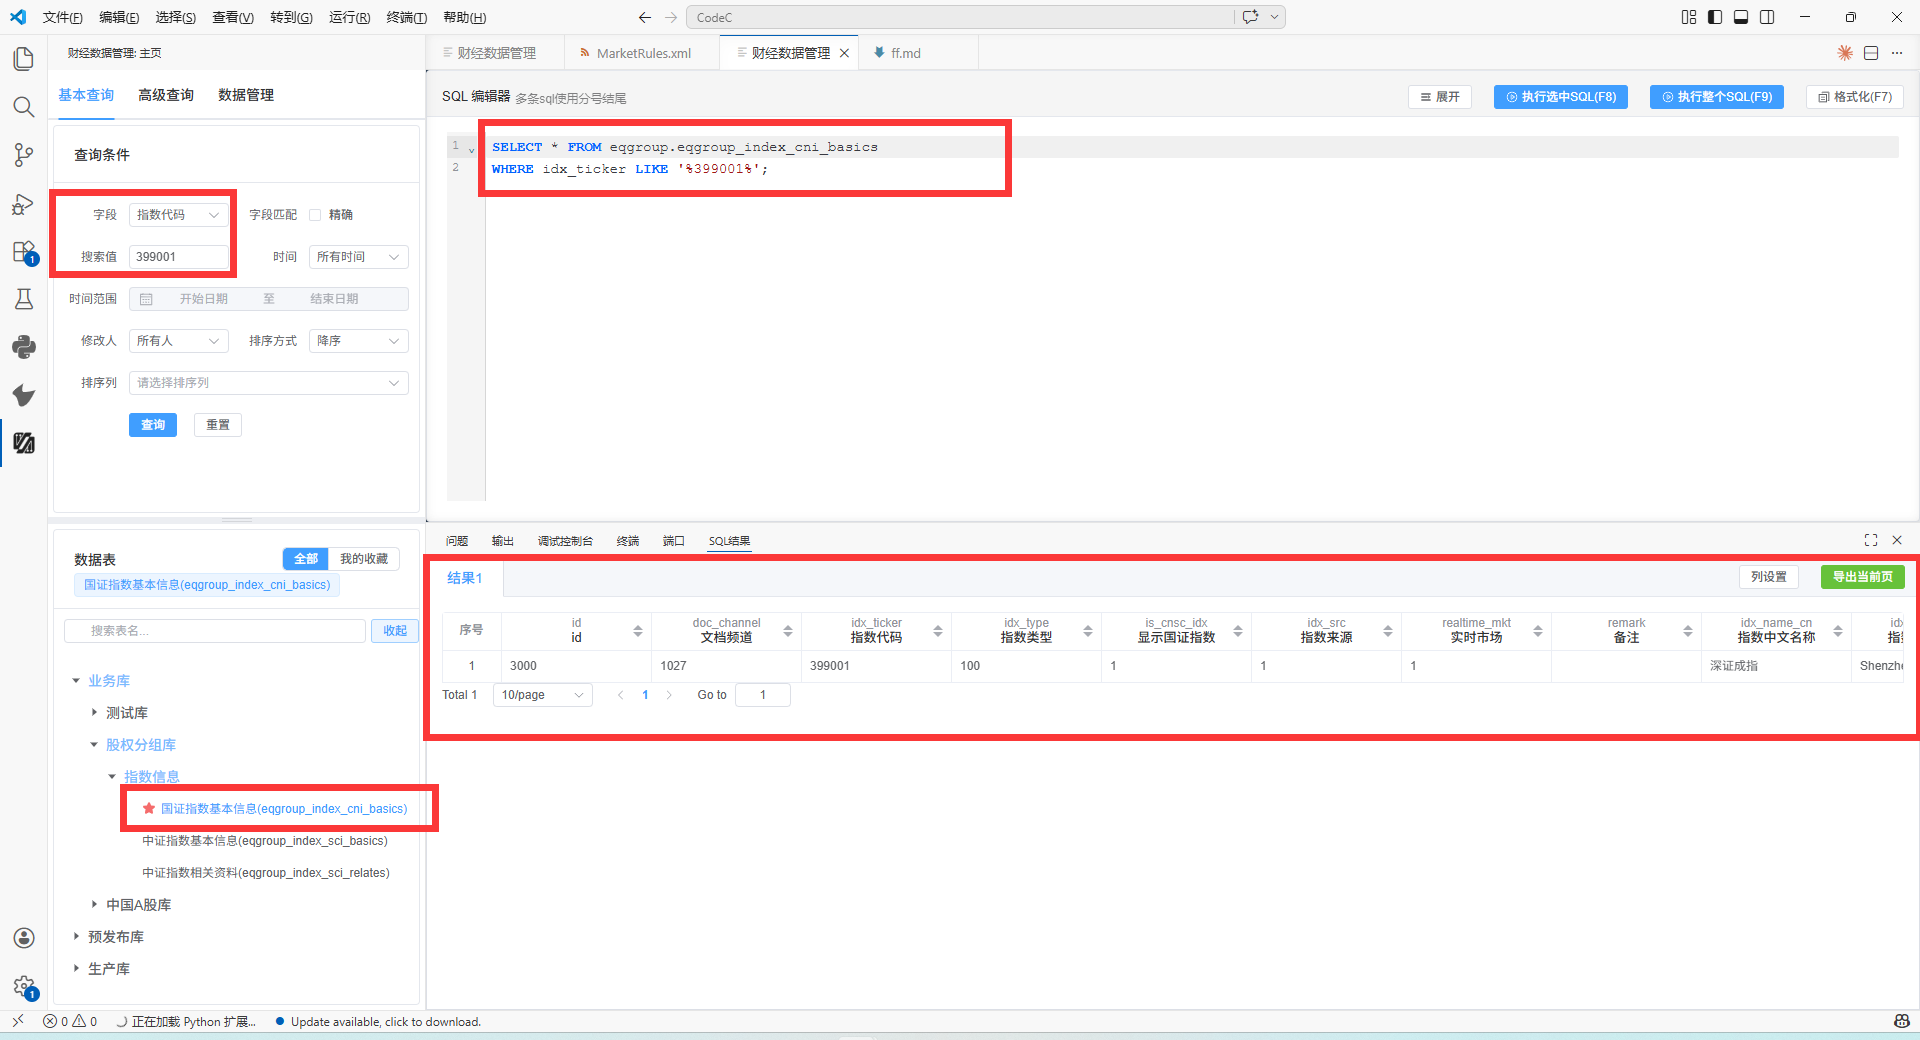 文件(F) 编辑(E) 选择(S) 查看(V) 转到(G) 运行(R) 终端(T) 帮助(H)
CodeC
财经数据管理: 主页
财经数据管理
MarketRules.xml
财经数据管理
ff.md
基本查询 高级查询 数据管理
查询条件
字段 指数代码 字段匹配 精确
搜索值 399001 时间 所有时间
时间范围 开始日期 至 结束日期
修改人 所有人 排序方式 降序
排序列 请选择排序列
查询 重置
SQL 编辑器 多条sql使用分号结尾
展开 执行选中SQL(F8) 执行整个SQL(F9) 格式化(F7)
1 SELECT * FROM eqgroup.eqgroup_index_cni_basics
2 WHERE idx_ticker LIKE '%399001%';
数据表 全部 我的收藏
国证指数基本信息(eqgroup_index_cni_basics)
搜索表名... 收起
业务库
测试库
股权分组库
指数信息
国证指数基本信息(eqgroup_index_cni_basics)
中证指数基本信息(eqgroup_index_sci_basics)
中证指数相关资料(eqgroup_index_sci_relates)
中国A股库
预发布库
生产库
问题 输出 调试控制台 终端 端口 SQL结果
结果1 列设置 导出当前页
序号 id doc_channel idx_ticker idx_type is_cnsc_idx idx_src realtime_mkt remark idx_name_cn idx
id 文档频道 指数代码 指数类型 显示国证指数 指数来源 实时市场 备注 指数中文名称 指
1 3000 1027 399001 100 1 1 1 深证成指 Shenzhe
Total 1 10/page 1 Go to 1
1
1
0 0 正在加载 Python 扩展... Update available, click to download.